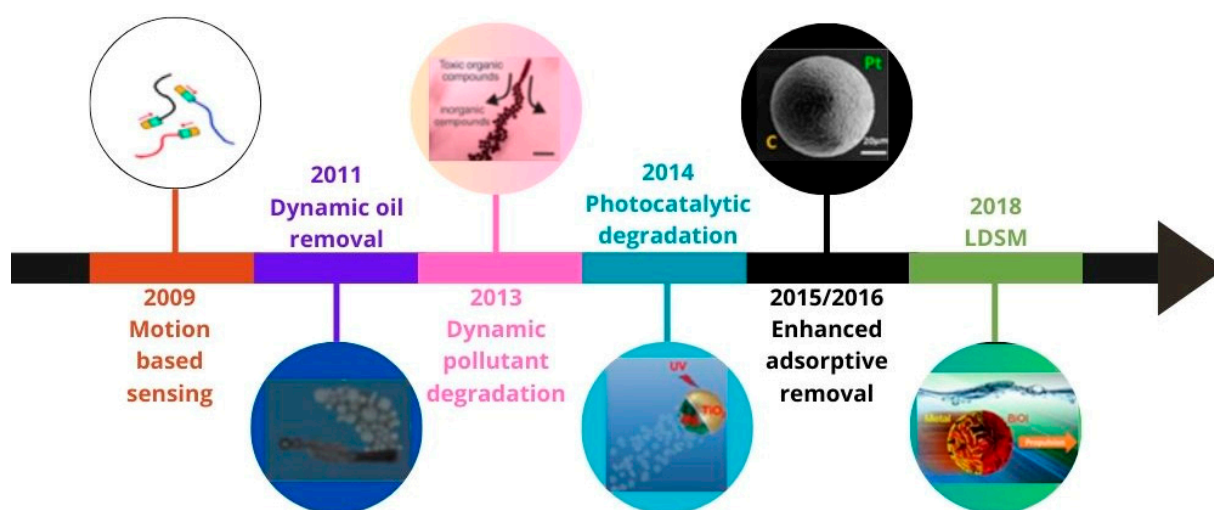 Toxic organic
compounds
inorganic
compounds
Pt
C
20µm
2011
Dynamic oil
removal
2014
Photocatalytic
degradation
2018
LDSM
2009
Motion
based
sensing
2013
Dynamic
pollutant
degradation
2015/2016
Enhanced
adsorptive
removal
Oil
UV
TiO₂
Metal
BiOI
Propulsion